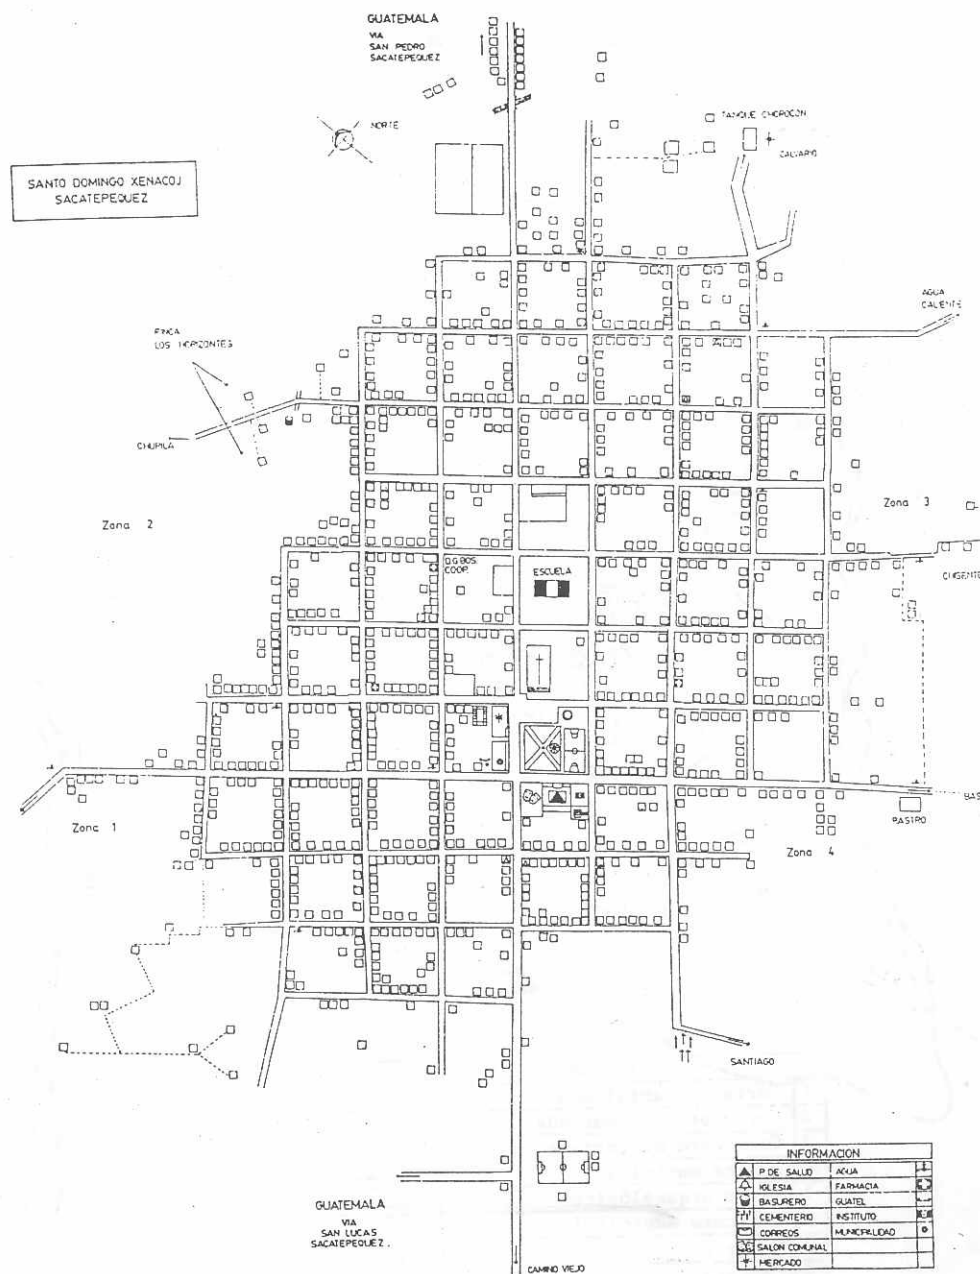 GUATEMALA
VIA
SAN PEDRO
SACATEPEQUEZ
NORTE
TANQUE CHOPOCON
CALVARIO
SANTO DOMINGO XENACOJ
SACATEPEQUEZ
AGUA
CALIENTE
FINCA
LOS HORIZONTES
CHUPILA
Zona 2
Zona 3
COOP.
ESCUELA
Zona 1
Zona 4
RASTRO
SANTIAGO
GUATEMALA
VIA
SAN LUCAS
SACATEPEQUEZ.
CAMINO VIEJO
INFORMACION
P. DE SALUD AGUA
IGLESIA FARMACIA
BASURERO GUATEL
CEMENTERIO INSTITUTO
CORREOS MUNICIPALIDAD
SALON COMUNAL
MERCADO